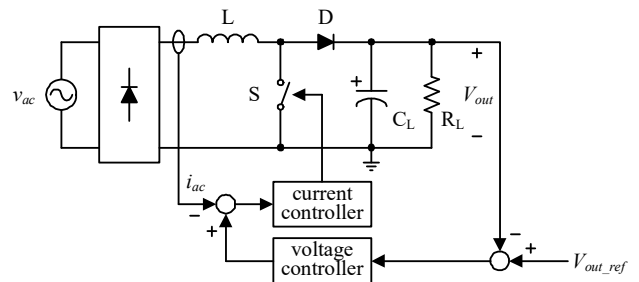 L
D
v_ac
S
+
C_L
R_L
+
V_out
−
i_ac
−
+
current
controller
voltage
controller
−
+
V_out_ref